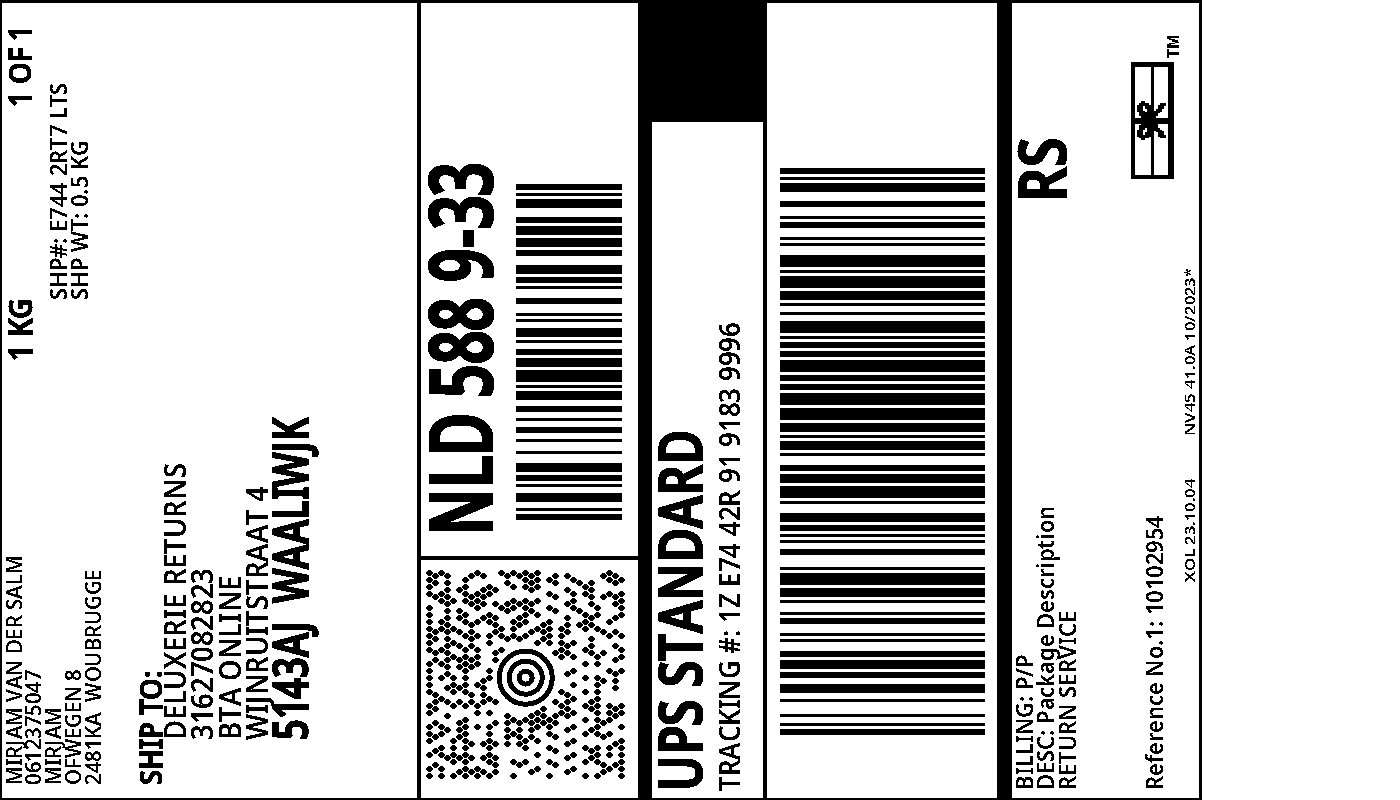 MIRJAM VAN DER SALM
0612375047
MIRJAM
OFWEGEN 8
2481KA WOUBRUGGE
1 KG
1 OF 1
SHP#: E744 2RT7 LTS
SHP WT: 0.5 KG
SHIP TO:
DELUXERIE RETURNS
31627082823
BTA ONLINE
WIJNRUITSTRAAT 4
5143AJ WAALIWJK
NLD 588 9-33
UPS STANDARD
TRACKING #: 1Z E74 42R 91 9183 9996
BILLING: P/P
DESC: Package Description
RETURN SERVICE
RS
Reference No.1: 10102954
XOL 23.10.04 NV45 41.0A 10/2023*
TM